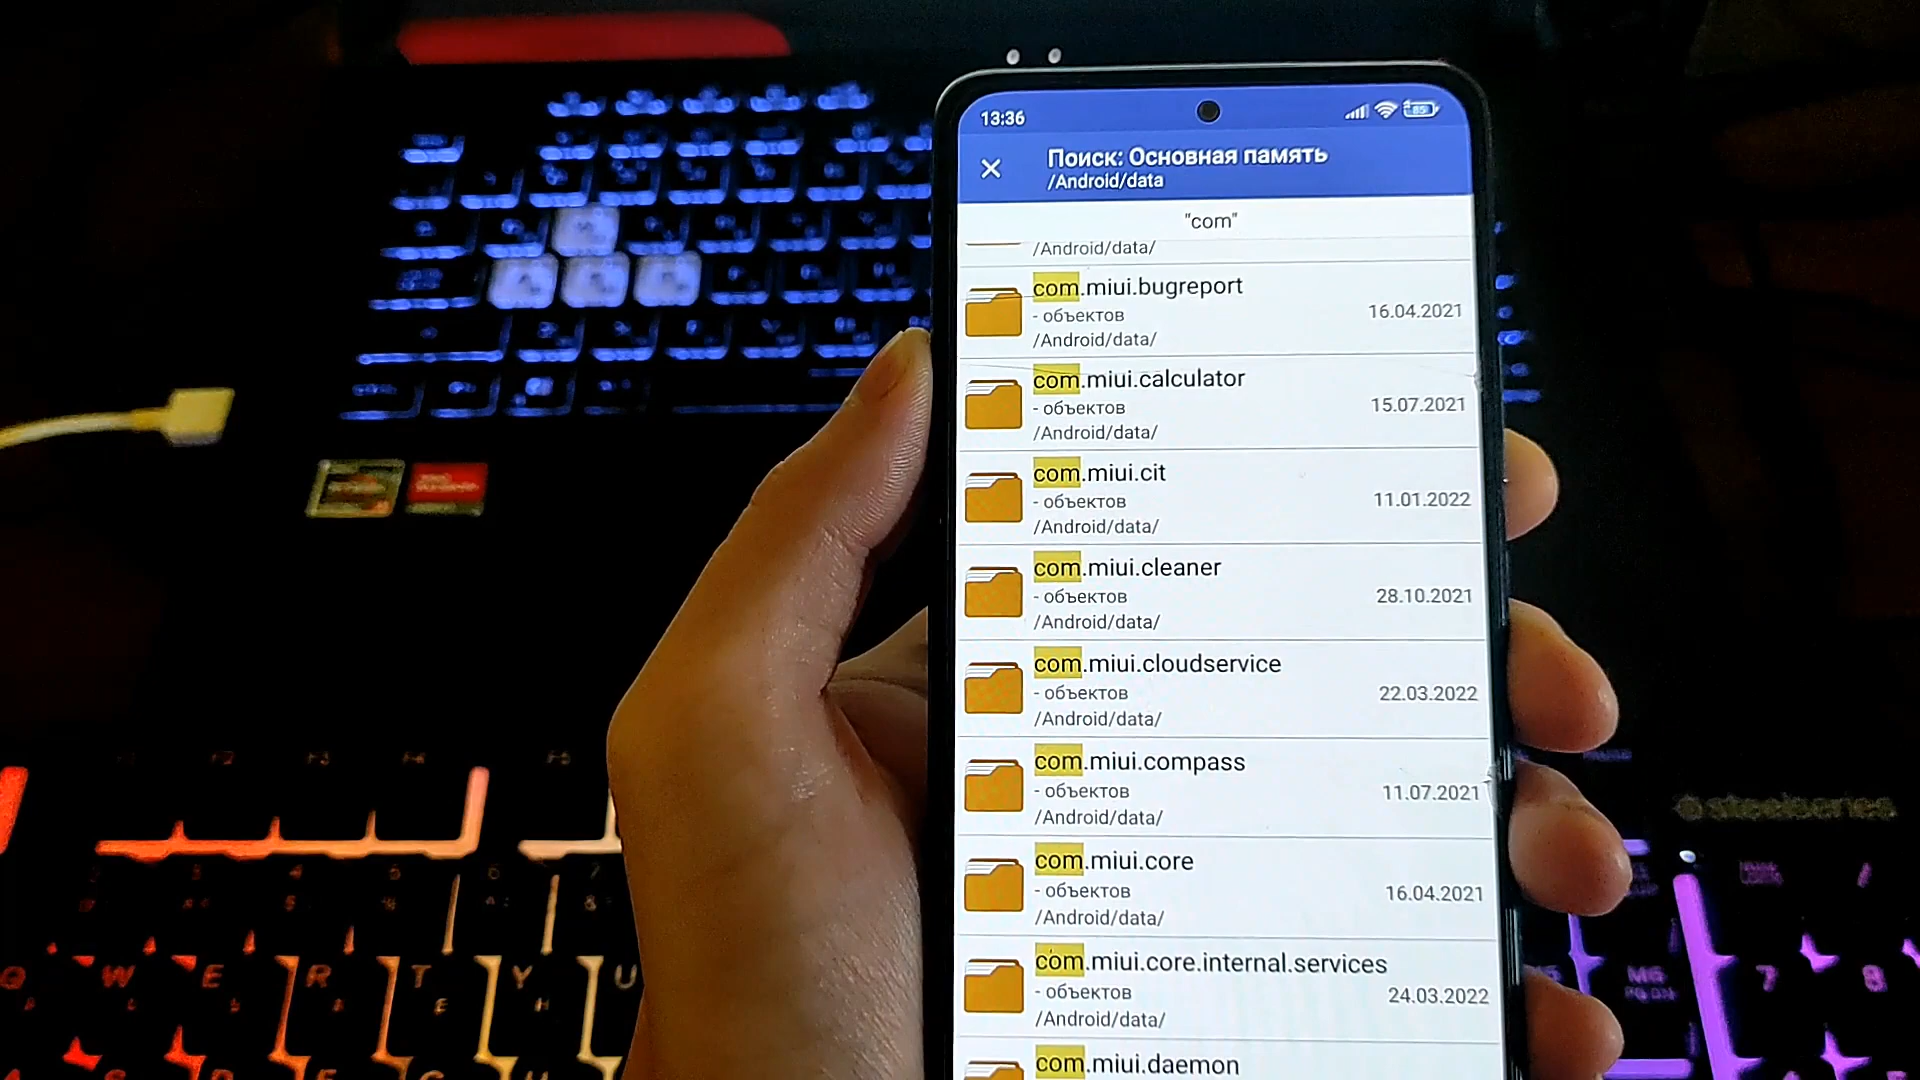 13:36
85
Поиск: Основная память
/Android/data
"com"
/Android/data/
com.miui.bugreport
- объектов
16.04.2021
/Android/data/
com.miui.calculator
- объектов
15.07.2021
/Android/data/
com.miui.cit
- объектов
11.01.2022
/Android/data/
com.miui.cleaner
- объектов
28.10.2021
/Android/data/
com.miui.cloudservice
- объектов
22.03.2022
/Android/data/
com.miui.compass
- объектов
11.07.2021
/Android/data/
com.miui.core
- объектов
16.04.2021
/Android/data/
com.miui.core.internal.services
- объектов
24.03.2022
/Android/data/
com.miui.daemon
steelseries
Q W E R T Y U
7 8